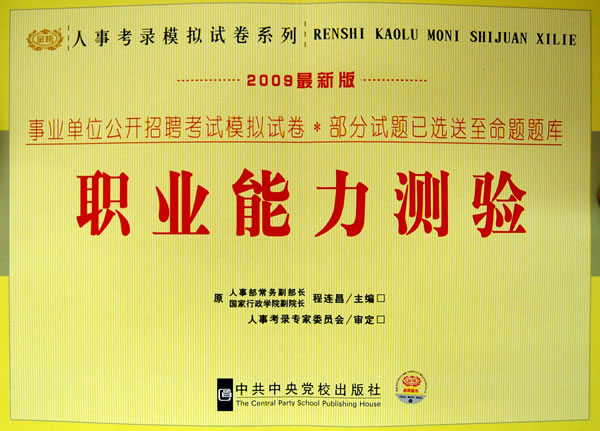 金榜
人事考录模拟试卷系列 RENSHI KAOLU MONI SHIJUAN XILIE
2009最新版
事业单位公开招聘考试模拟试卷*部分试题已选送至命题题库
职业能力测验
原 人事部常务副部长
国家行政学院副院长 程连昌/主编□
人事考录专家委员会/审定□
中共中央党校出版社
The Central Party School Publishing House